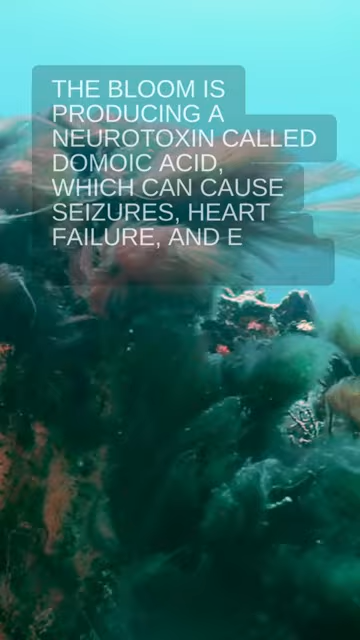 THE BLOOM IS
PRODUCING A
NEUROTOXIN CALLED
DOMOIC ACID,
WHICH CAN CAUSE
SEIZURES, HEART
FAILURE, AND E